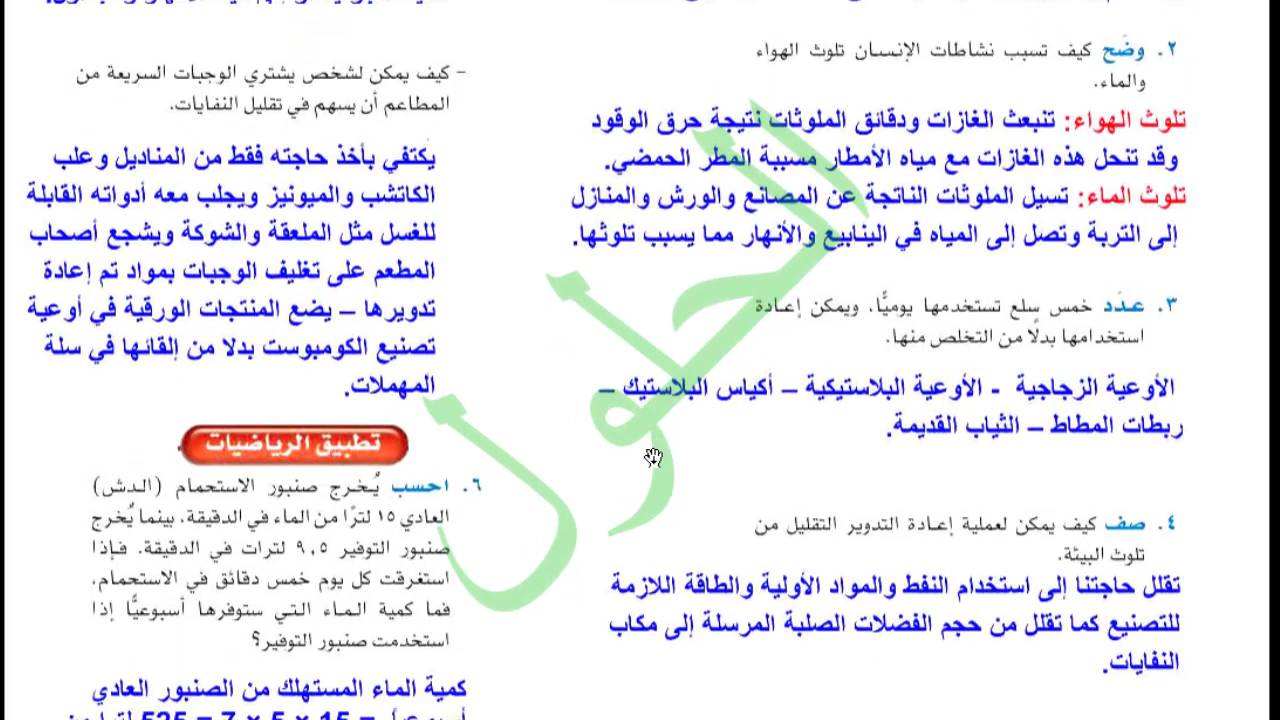 ٢. وضّح كيف تسبب نشاطات الإنسان تلوث الهواء
والماء.
تلوث الهواء: تنبعث الغازات ودقائق الملوثات نتيجة حرق الوقود
وقد تنحل هذه الغازات مع مياه الأمطار مسببة المطر الحمضي.
تلوث الماء: تسيل الملوثات الناتجة عن المصانع والورش والمنازل
إلى التربة وتصل إلى المياه في الينابيع والأنهار مما يسبب تلوثها.
٣. عدّد خمس سلع تستخدمها يوميًّا، ويمكن إعادة
استخدامها بدلًا من التخلص منها.
الأوعية الزجاجية - الأوعية البلاستيكية – أكياس البلاستيك –
ربطات المطاط – الثياب القديمة.
٤. صف كيف يمكن لعملية إعادة التدوير التقليل من
تلوث البيئة.
تقلل حاجتنا إلى استخدام النفط والمواد الأولية والطاقة اللازمة
للتصنيع كما تقلل من حجم الفضلات الصلبة المرسلة إلى مكاب
النفايات.
- كيف يمكن لشخص يشتري الوجبات السريعة من
المطاعم أن يسهم في تقليل النفايات.
يكتفي بأخذ حاجته فقط من المناديل وعلب
الكاتشب والميونيز ويجلب معه أدواته القابلة
للغسل مثل الملعقة والشوكة ويشجع أصحاب
المطعم على تغليف الوجبات بمواد تم إعادة
تدويرها – يضع المنتجات الورقية في أوعية
تصنيع الكومبوست بدلا من إلقائها في سلة
المهملات.
تطبيق الرياضيات
٦. احسب يُخرج صنبور الاستحمام (الدش)
العادي ١٥ لترًا من الماء في الدقيقة، بينما يُخرج
صنبور التوفير ٩,٥ لترات في الدقيقة. فإذا
استغرقت كل يوم خمس دقائق في الاستحمام،
فما كمية الماء التي ستوفرها أسبوعيًّا إذا
استخدمت صنبور التوفير؟
كمية الماء المستهلك من الصنبور العادي
أسبوعياً = 15 × 5 × 7 = 525 لترا من
الحلول